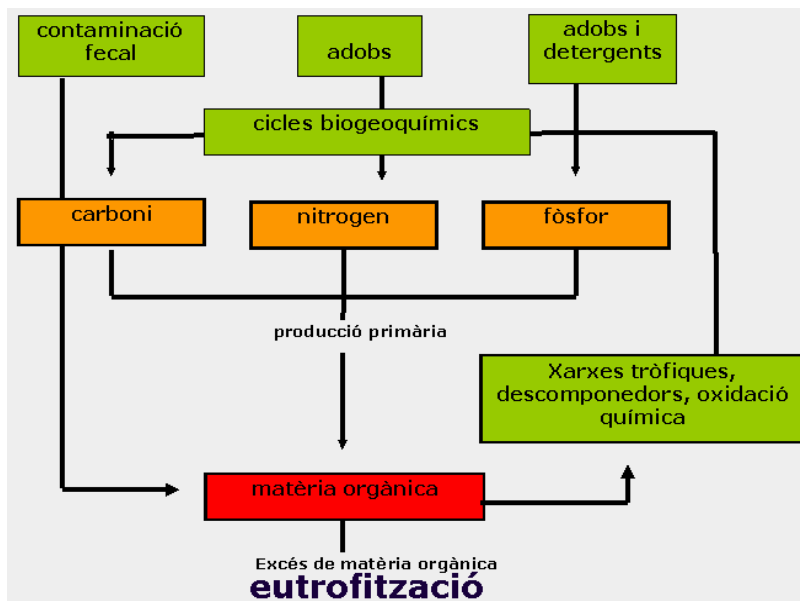 contaminació
fecal
adobs
adobs i
detergents
cicles biogeoquímics
carboni
nitrogen
fòsfor
producció primària
Xarxes tròfiques,
descomponedors, oxidació
química
matèria orgànica
Excés de matèria orgànica
eutrofització